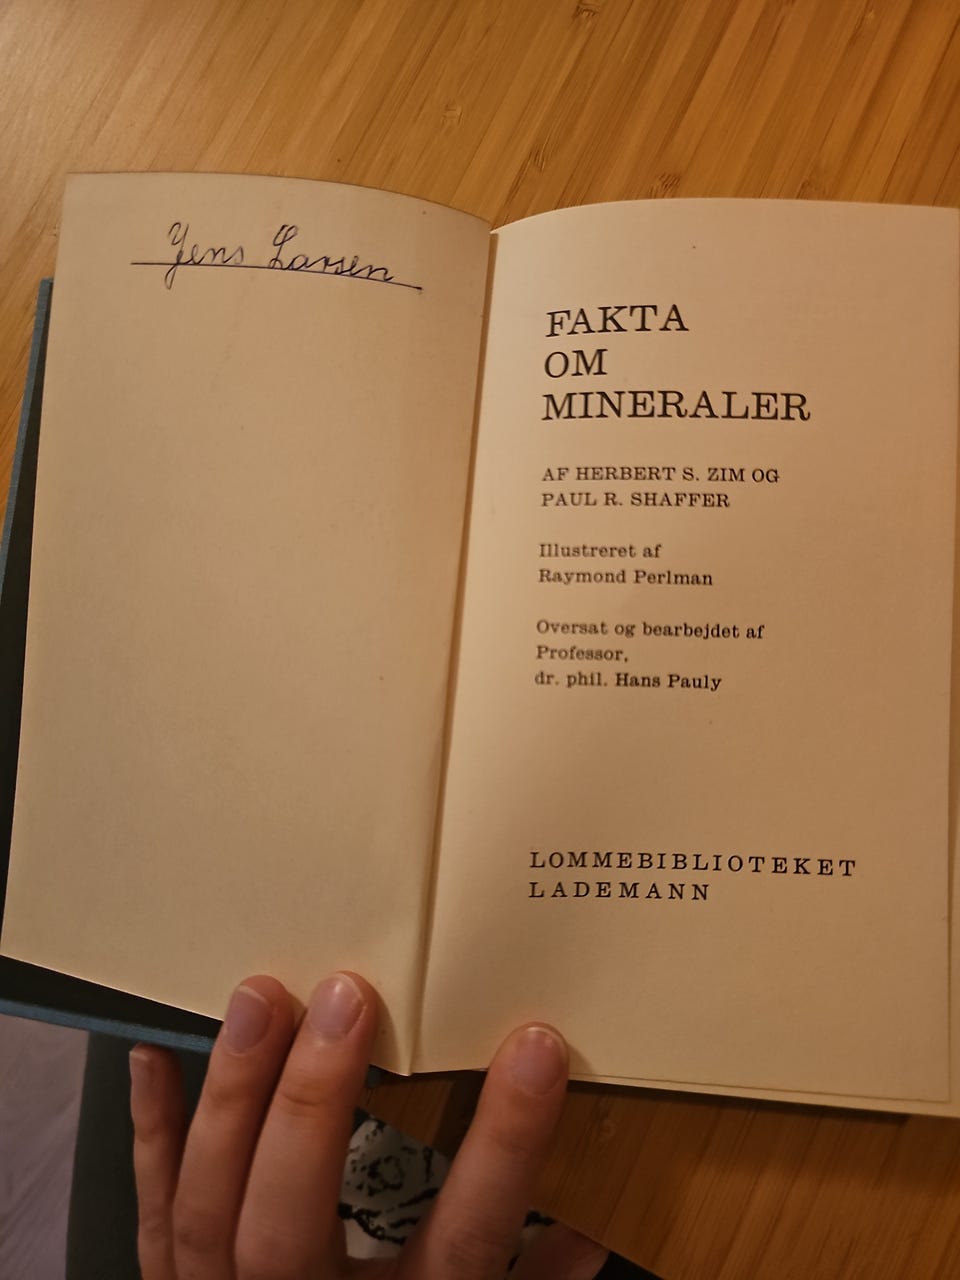 Jens Larsen
FAKTA
OM
MINERALER
AF HERBERT S. ZIM OG
PAUL R. SHAFFER
Illustreret af
Raymond Perlman
Oversat og bearbejdet af
Professor,
dr. phil. Hans Pauly
LOMMEBIBLIOTEKET
LADEMANN